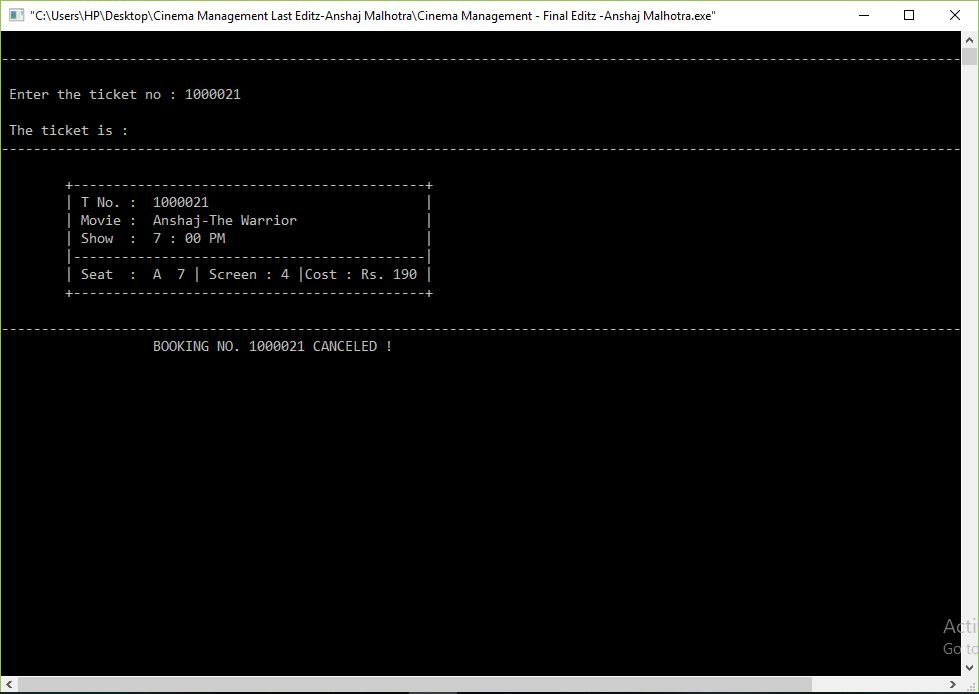 "C:\Users\HP\Desktop\Cinema Management Last Editz-Anshaj Malhotra\Cinema Management - Final Editz -Anshaj Malhotra.exe"
Enter the ticket no : 1000021
The ticket is :
T No. : 1000021
Movie : Anshaj-The Warrior
Show : 7 : 00 PM
Seat : A 7 | Screen : 4 |Cost : Rs. 190
BOOKING NO. 1000021 CANCELED !
Go to